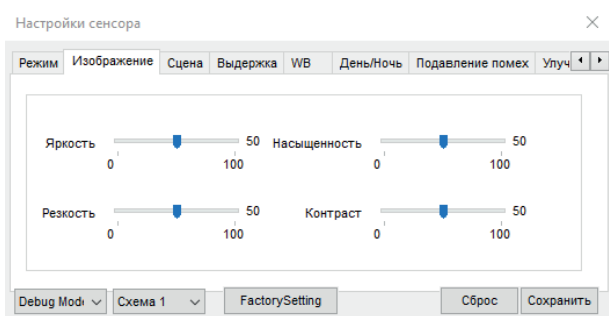 Настройки сенсора
Режим Изображение Сцена Выдержка WB День/Ночь Подавление помех Улуч
Яркость 50 Насыщенность 50
0 100 0 100
Резкость 50 Контраст 50
0 100 0 100
Debug Mod Схема 1 FactorySetting Сброс Сохранить